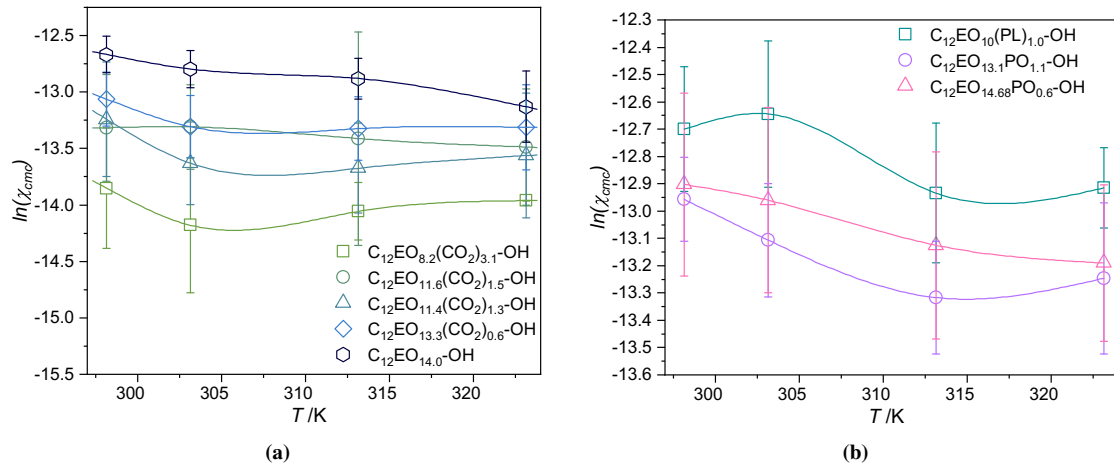 (a)
-12.5
-13.0
-13.5
-14.0
-14.5
-15.0
-15.5
ln(χcmc)
C₁₂EO₈.₂(CO₂)₃.₁-OH
C₁₂EO₁₁.₆(CO₂)₁.₅-OH
C₁₂EO₁₁.₄(CO₂)₁.₃-OH
C₁₂EO₁₃.₃(CO₂)₀.₆-OH
C₁₂EO₁₄.₀-OH
300 305 310 315 320
T /K
(a)
(b)
-12.3
-12.4
-12.5
-12.6
-12.7
-12.8
-12.9
-13.0
-13.1
-13.2
-13.3
-13.4
-13.5
-13.6
ln(χcmc)
C₁₂EO₁₀(PL)₁.₀-OH
C₁₂EO₁₃.₁PO₁.₁-OH
C₁₂EO₁₄.₆₈PO₀.₆-OH
300 305 310 315 320
T /K
(b)